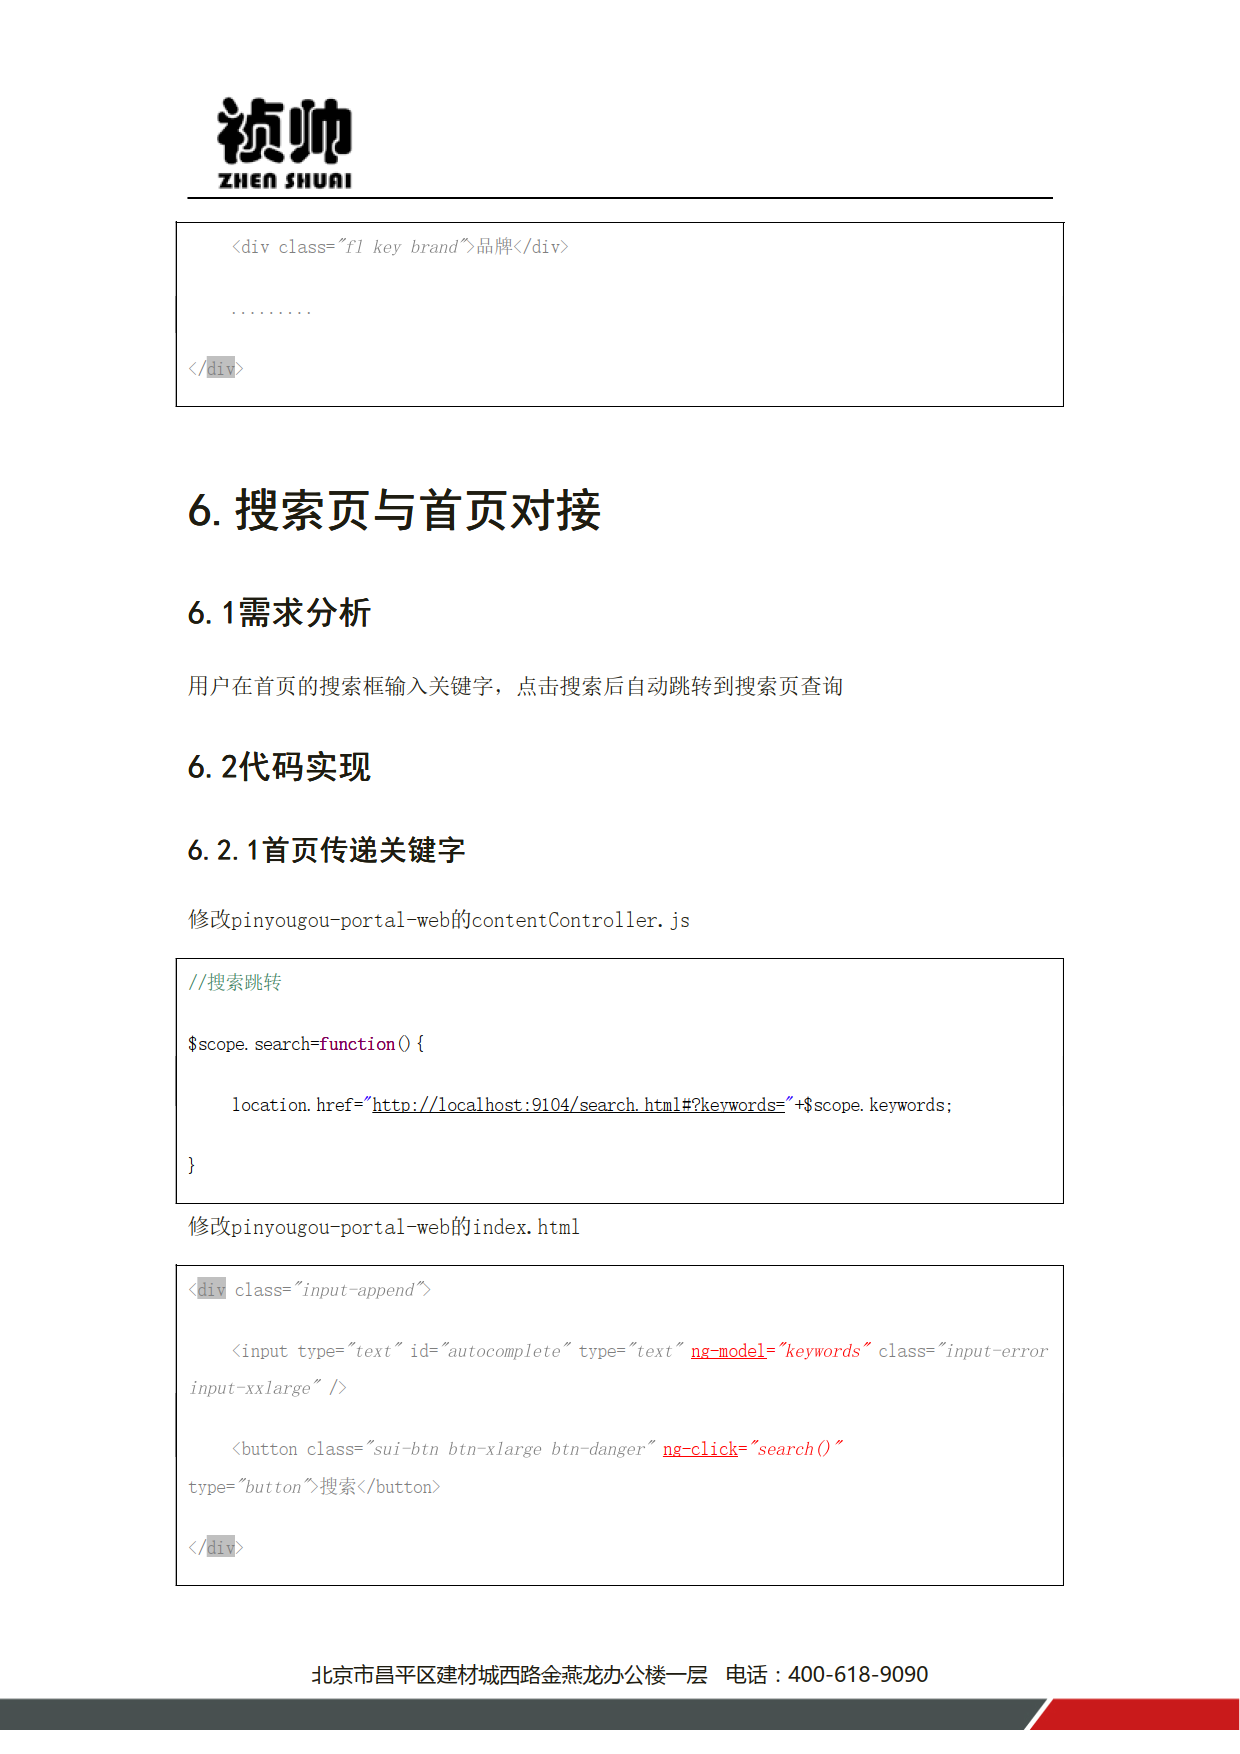 祯帅
ZHEN SHUAI
<div class="fl key brand">品牌</div>
.........
</div>
6.搜索页与首页对接
6.1需求分析
用户在首页的搜索框输入关键字，点击搜索后自动跳转到搜索页查询
6.2代码实现
6.2.1首页传递关键字
修改pinyougou-portal-web的contentController.js
//搜索跳转
$scope.search=function(){
location.href="http://localhost:9104/search.html#?keywords="+$scope.keywords;
}
修改pinyougou-portal-web的index.html
<div class="input-append">
<input type="text" id="autocomplete" type="text" ng-model="keywords" class="input-error
input-xxlarge" />
<button class="sui-btn btn-xlarge btn-danger" ng-click="search()"
type="button">搜索</button>
</div>
北京市昌平区建材城西路金燕龙办公楼一层 电话：400-618-9090